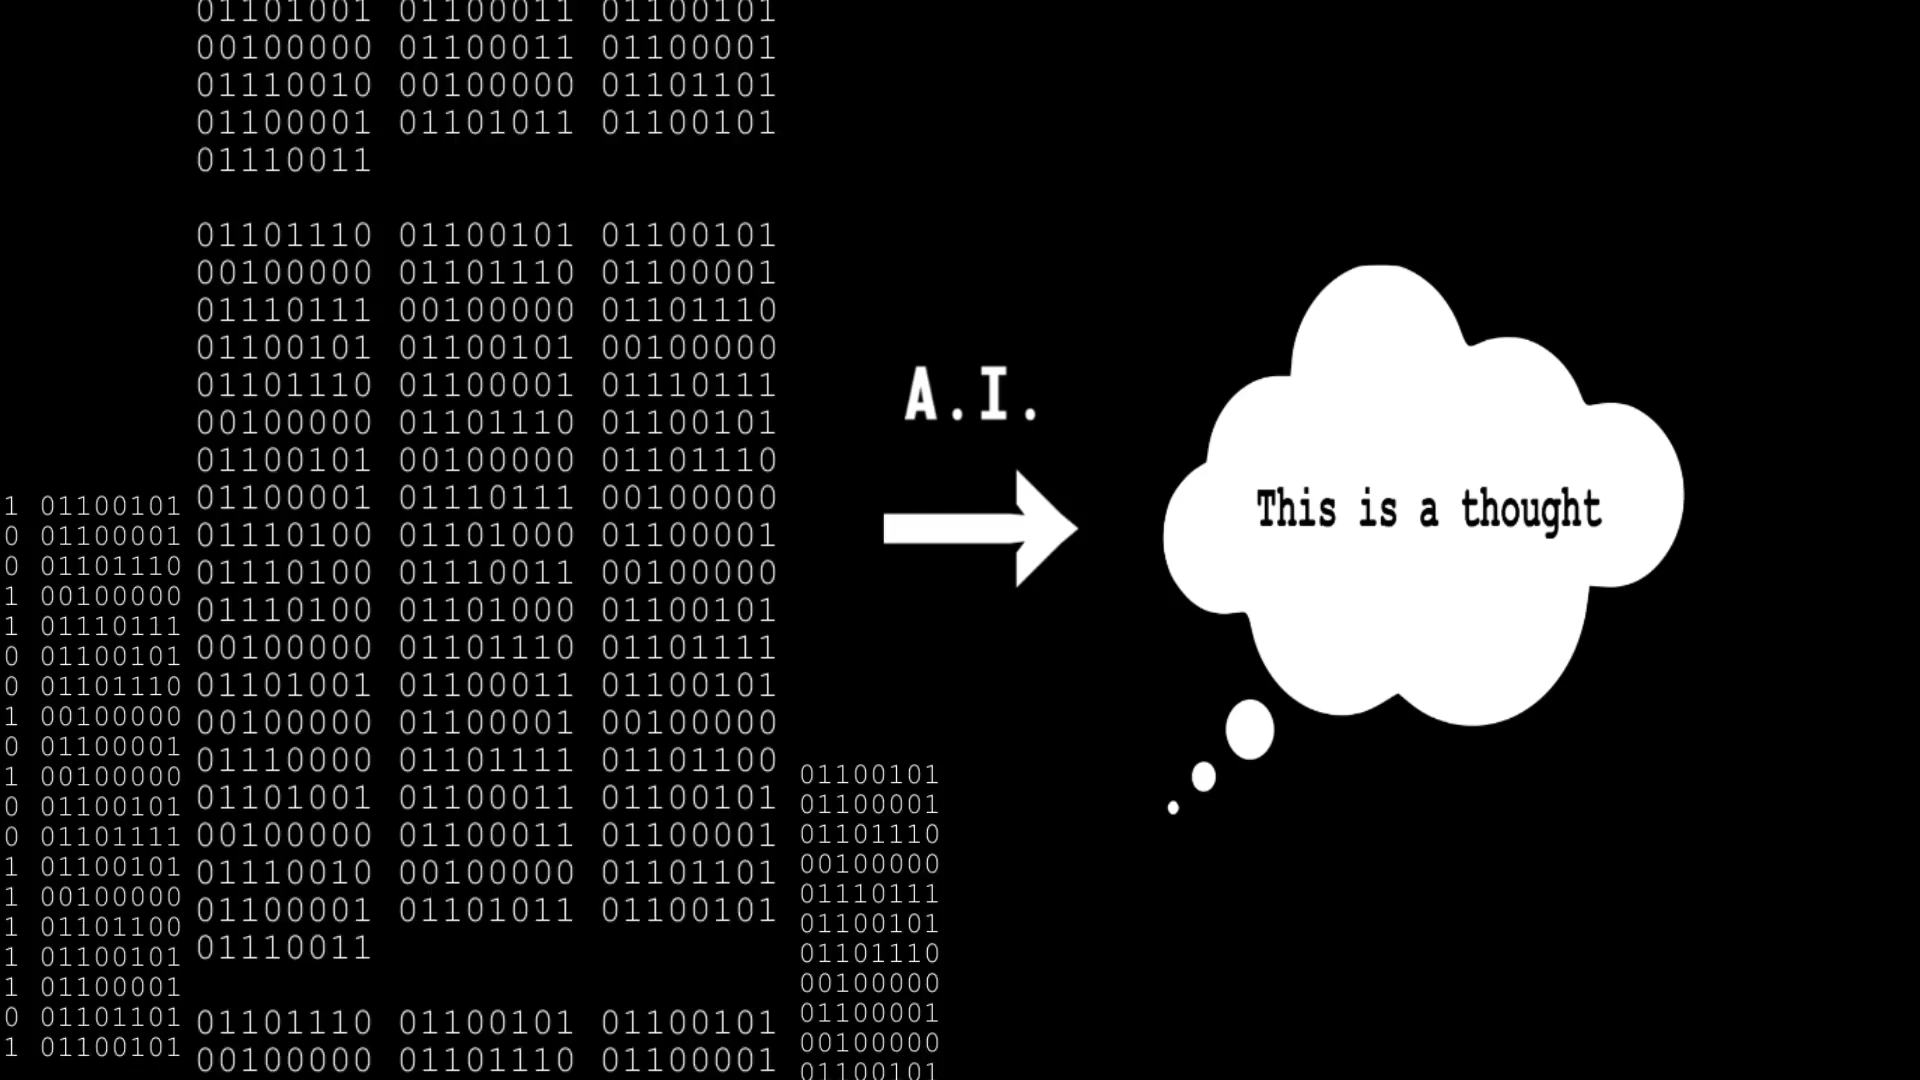 01101001 01100011 01100101
00100000 01100011 01100001
01110010 00100000 01101101
01100001 01101011 01100101
01110011
01101110 01100101 01100101
00100000 01101110 01100001
01110111 00100000 01101110
01100101 01100101 00100000
01101110 01100001 01110111
00100000 01101110 01100101
01100101 00100000 01101110
01100001 01110111 00100000
01110100 01101000 01100001
01110100 01110011 00100000
01110100 01101000 01100101
00100000 01101110 01101111
01101001 01100011 01100101
00100000 01100001 00100000
01110000 01101111 01101100
01101001 01100011 01100101
00100000 01100011 01100001
01110010 00100000 01101101
01100001 01101011 01100101
01110011
01101110 01100101 01100101
00100000 01101110 01100001
1 01100101
0 01100001
0 01101110
1 00100000
1 01110111
0 01100101
0 01101110
1 00100000
0 01100001
1 00100000
0 01100101
0 01101111
1 01100101
1 00100000
1 01101100
1 01100101
1 01100001
0 01101101
1 01100101
01100101
01100001
01101110
00100000
01110111
01100101
01101110
00100000
01100001
00100000
01100101
A.I.
This is a thought